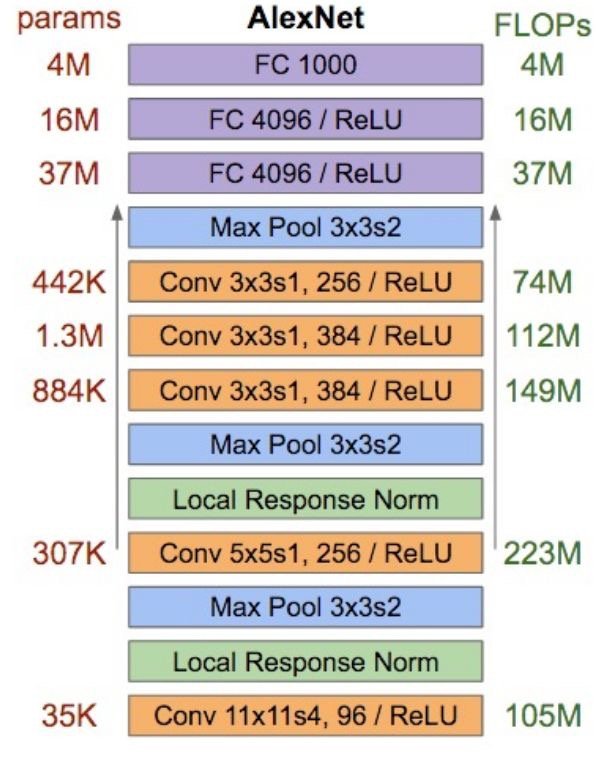 params AlexNet FLOPs
4M FC 1000 4M
16M FC 4096 / ReLU 16M
37M FC 4096 / ReLU 37M
Max Pool 3x3s2
442K Conv 3x3s1, 256 / ReLU 74M
1.3M Conv 3x3s1, 384 / ReLU 112M
884K Conv 3x3s1, 384 / ReLU 149M
Max Pool 3x3s2
Local Response Norm
307K Conv 5x5s1, 256 / ReLU 223M
Max Pool 3x3s2
Local Response Norm
35K Conv 11x11s4, 96 / ReLU 105M